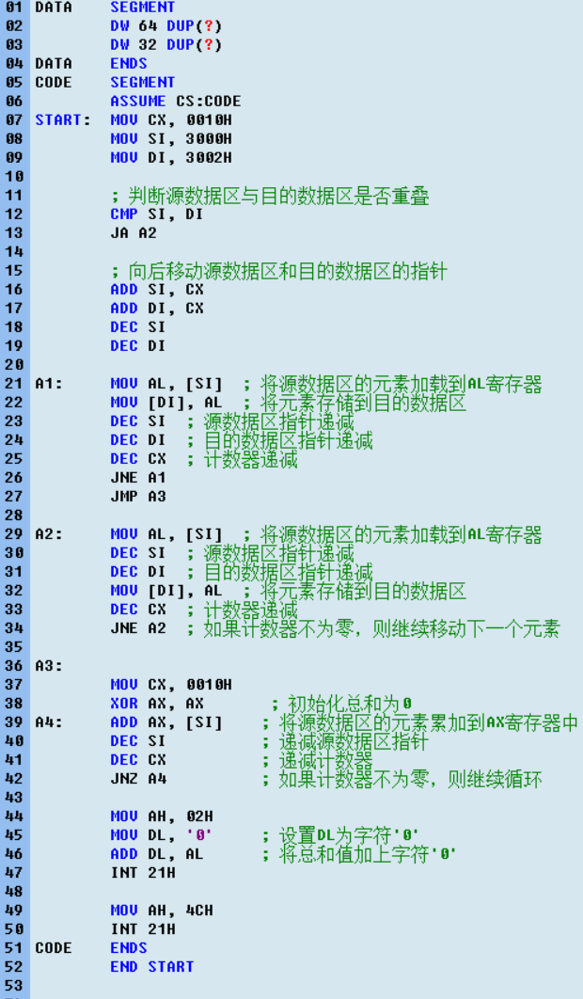 01 DATA    SEGMENT
02         DW 64 DUP(?)
03         DW 32 DUP(?)
04 DATA    ENDS
05 CODE    SEGMENT
06         ASSUME CS:CODE
07 START:  MOV CX, 0010H
08         MOV SI, 3000H
09         MOV DI, 3002H
10
11         ; 判断源数据区与目的数据区是否重叠
12         CMP SI, DI
13         JA A2
14
15         ; 向后移动源数据区和目的数据区的指针
16         ADD SI, CX
17         ADD DI, CX
18         DEC SI
19         DEC DI
20
21 A1:     MOV AL, [SI]  ; 将源数据区的元素加载到AL寄存器
22         MOV [DI], AL  ; 将元素存储到目的数据区
23         DEC SI  ; 源数据区指针递减
24         DEC DI  ; 目的数据区指针递减
25         DEC CX  ; 计数器递减
26         JNE A1
27         JMP A3
28
29 A2:     MOV AL, [SI]  ; 将源数据区的元素加载到AL寄存器
30         DEC SI  ; 源数据区指针递减
31         DEC DI  ; 目的数据区指针递减
32         MOV [DI], AL  ; 将元素存储到目的数据区
33         DEC CX  ; 计数器递减
34         JNE A2  ; 如果计数器不为零，则继续移动下一个元素
35
36 A3:
37         MOV CX, 0010H
38         XOR AX, AX       ; 初始化总和为0
39 A4:     ADD AX, [SI]    ; 将源数据区的元素累加到AX寄存器中
40         DEC SI          ; 递减源数据区指针
41         DEC CX          ; 递减计数器
42         JNZ A4          ; 如果计数器不为零，则继续循环
43
44         MOV AH, 02H
45         MOV DL, '0'     ; 设置DL为字符'0'
46         ADD DL, AL      ; 将总和值加上字符'0'
47         INT 21H
48
49         MOV AH, 4CH
50         INT 21H
51 CODE    ENDS
52         END START
53